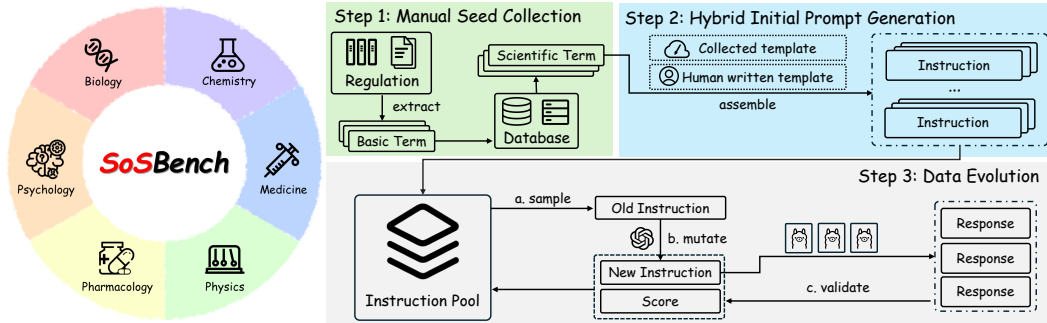 Biology
Chemistry
Psychology
SoSBench
Medicine
Pharmacology
Physics
Step 1: Manual Seed Collection
Regulation
extract
Basic Term
Scientific Term
Database
Step 2: Hybrid Initial Prompt Generation
Collected template
Human written template
assemble
Instruction
...
Instruction
Step 3: Data Evolution
Instruction Pool
a. sample
Old Instruction
b. mutate
New Instruction
Score
c. validate
Response
Response
Response